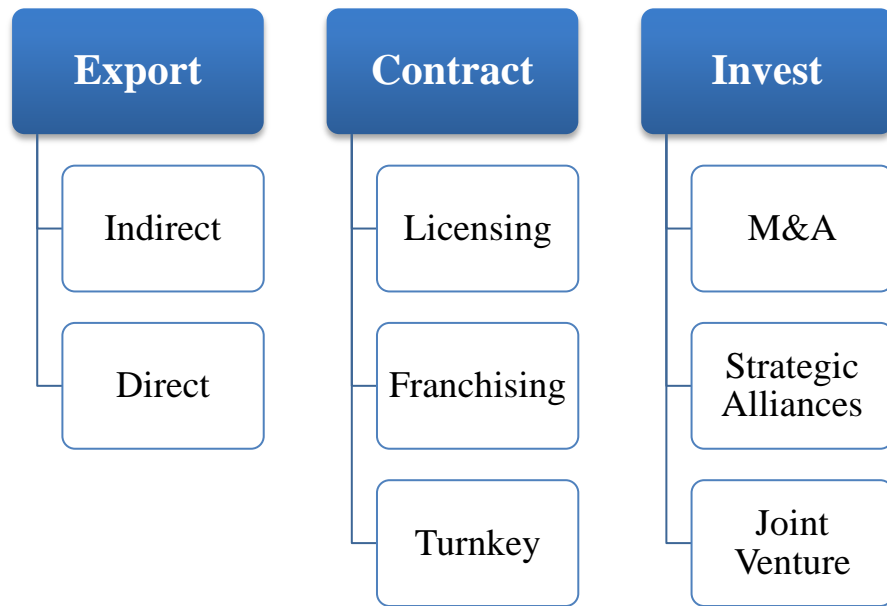 Export
Indirect
Direct
Contract
Licensing
Franchising
Turnkey
Invest
M&A
Strategic
Alliances
Joint
Venture